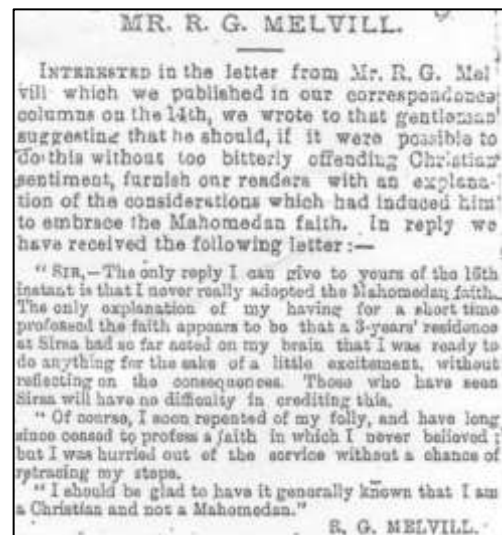 MR. R. G. MELVILL.
INTERESTED in the letter from Mr. R. G. Mel
vill which we published in our correspondence
columns on the 14th, we wrote to that gentleman
suggesting that he should, if it were possible to
do this without too bitterly offending Christian
sentiment, furnish our readers with an explana-
tion of the considerations which had induced him
to embrace the Mahomedan faith. In reply we
have received the following letter :—
" SIR,—The only reply I can give to yours of the 16th
instant is that I never really adopted the Mahomedan faith.
The only explanation of my having for a short time
professed the faith appears to be that a 3-years' residence
at Sirsa had so far acted on my brain that I was ready to
do anything for the sake of a little excitement, without
reflecting on the consequences. Those who have seen
Sirsa will have no difficulty in crediting this.
" Of course, I soon repented of my folly, and have long
since ceased to profess a faith in which I never believed ;
but I was hurried out of the service without a chance of
retracing my steps.
" I should be glad to have it generally known that I am
a Christian and not a Mahomedan."
R. G. MELVILL.